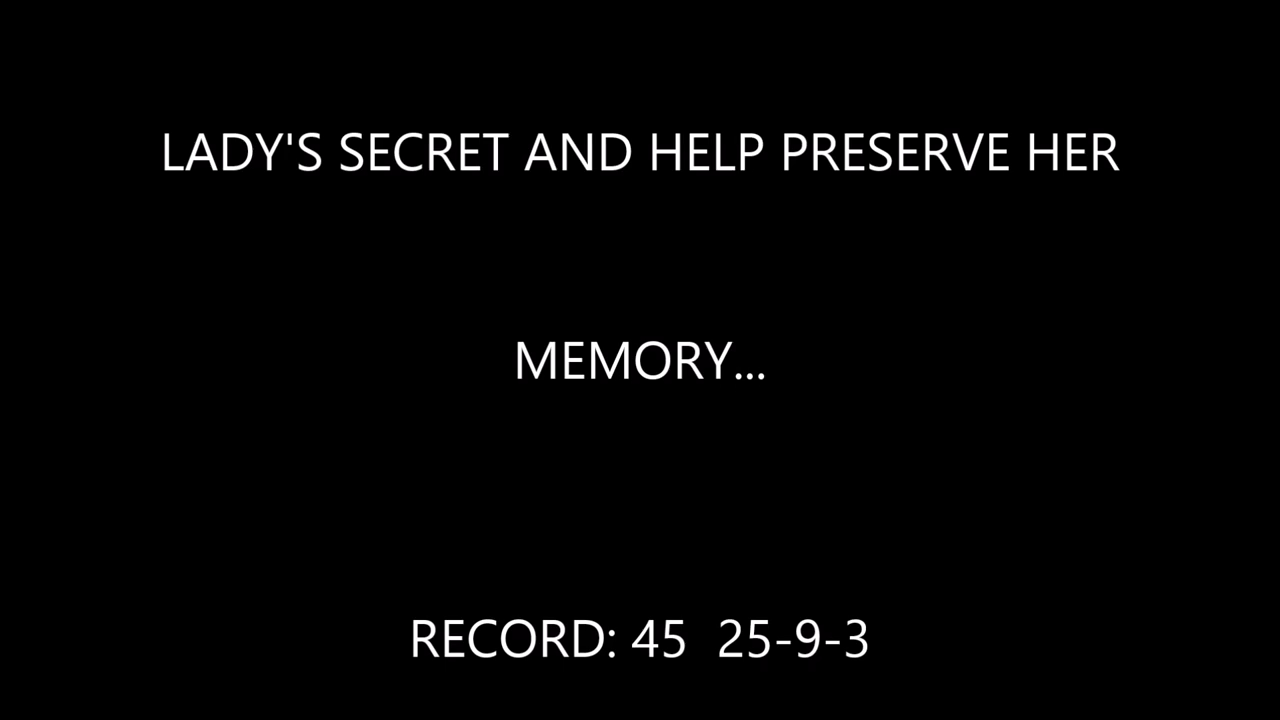 LADY'S SECRET AND HELP PRESERVE HER
MEMORY...
RECORD: 45  25-9-3